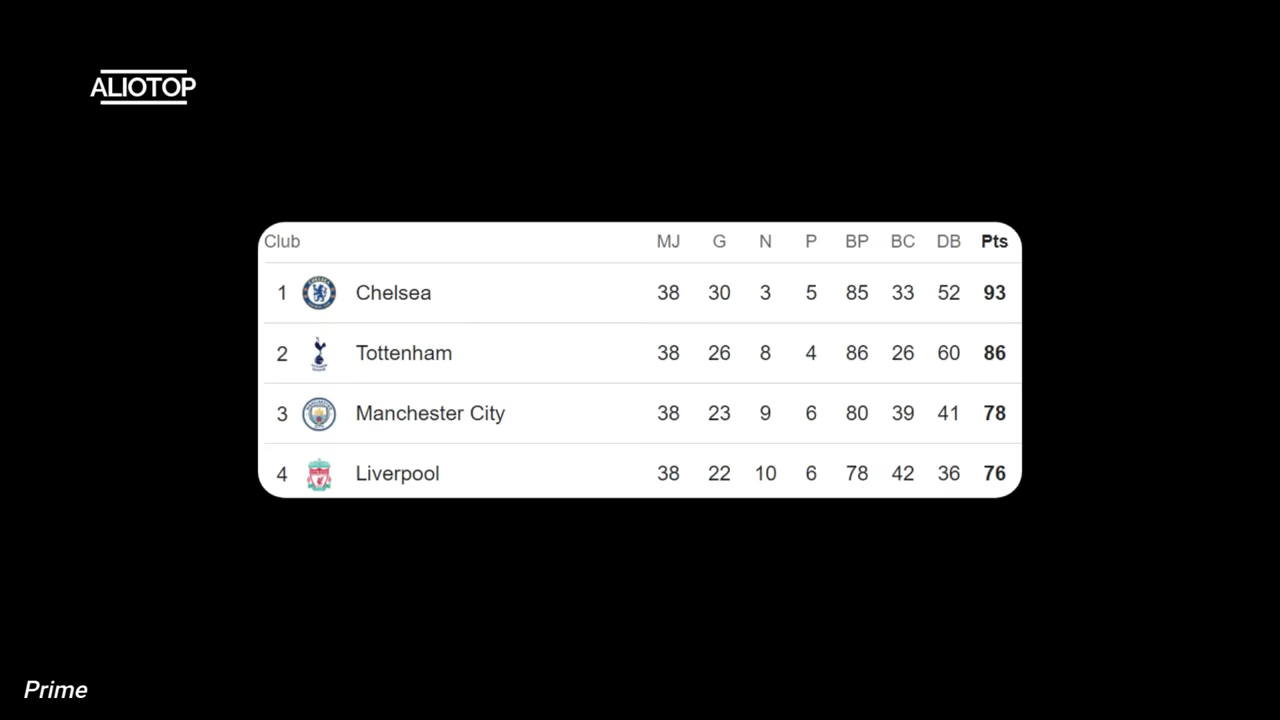 ALIOTOP
Club MJ G N P BP BC DB Pts
1 Chelsea 38 30 3 5 85 33 52 93
2 Tottenham 38 26 8 4 86 26 60 86
3 Manchester City 38 23 9 6 80 39 41 78
4 Liverpool 38 22 10 6 78 42 36 76
Prime